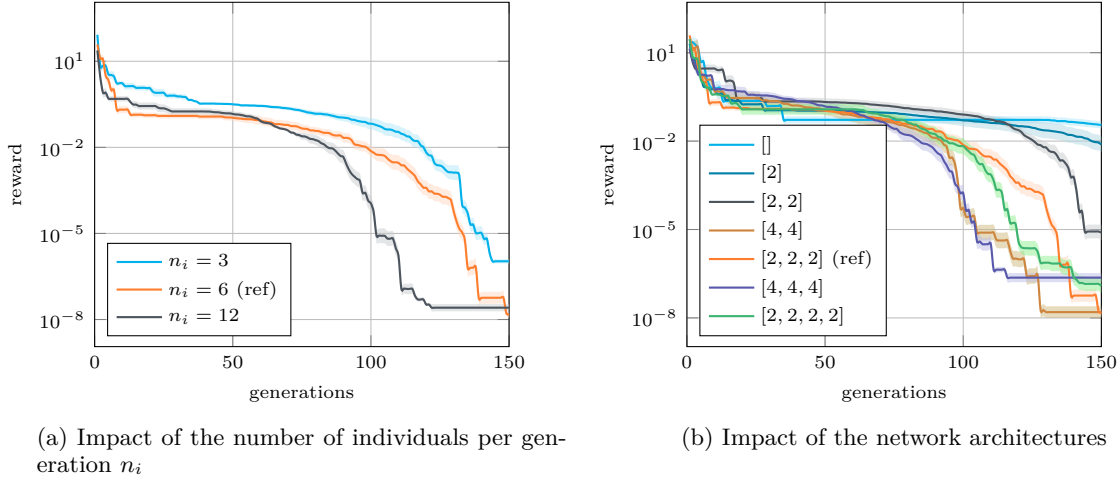 10^1
10^{-2}
10^{-5}
10^{-8}
reward
0
50
100
150
generations
n_i = 3
n_i = 6 (ref)
n_i = 12
(a) Impact of the number of individuals per gen-
eration n_i
10^1
10^{-2}
10^{-5}
10^{-8}
reward
0
50
100
150
generations
[]
[2]
[2, 2]
[4, 4]
[2, 2, 2] (ref)
[4, 4, 4]
[2, 2, 2, 2]
(b) Impact of the network architectures